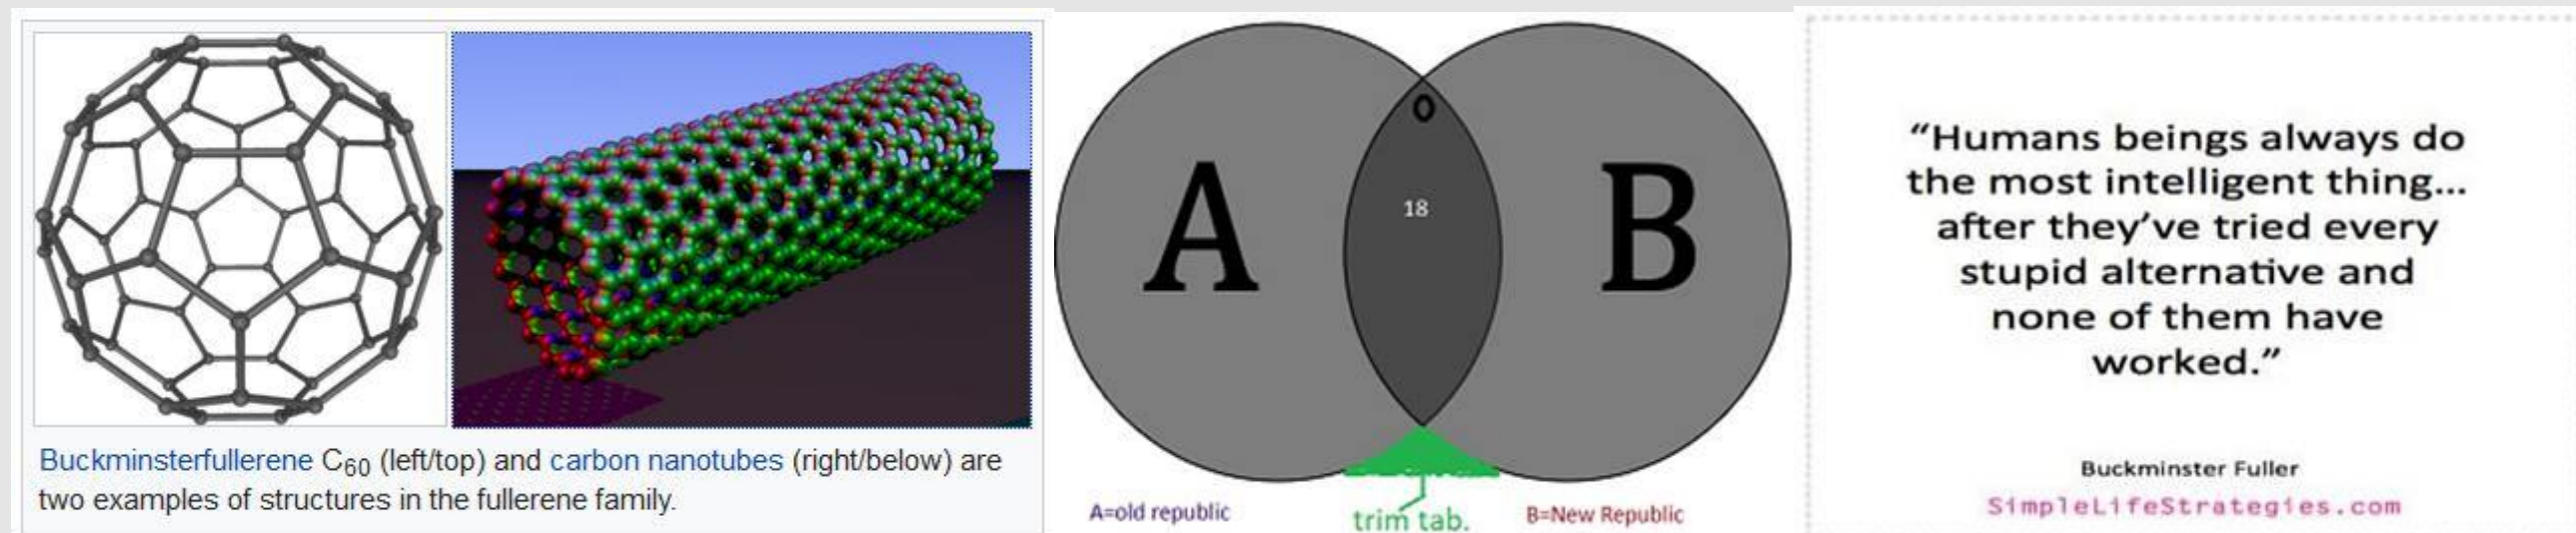 Buckminsterfullerene C60 (left/top) and carbon nanotubes (right/below) are
two examples of structures in the fullerene family.
0
18
A
B
A=old republic
trim tab.
B=New Republic
“Humans beings always do
the most intelligent thing...
after they’ve tried every
stupid alternative and
none of them have
worked.”
Buckminster Fuller
SimpleLifeStrategies.com